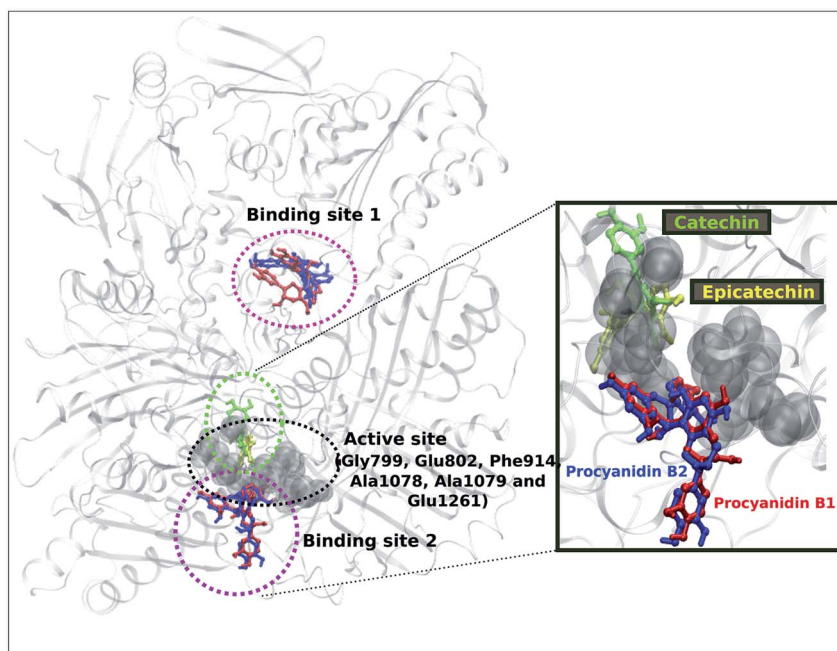 Binding site 1
Catechin
Epicatechin
Active site
(Gly799, Glu802, Phe914,
Ala1078, Ala1079 and
Glu1261)
Procyanidin B2
Procyanidin B1
Binding site 2